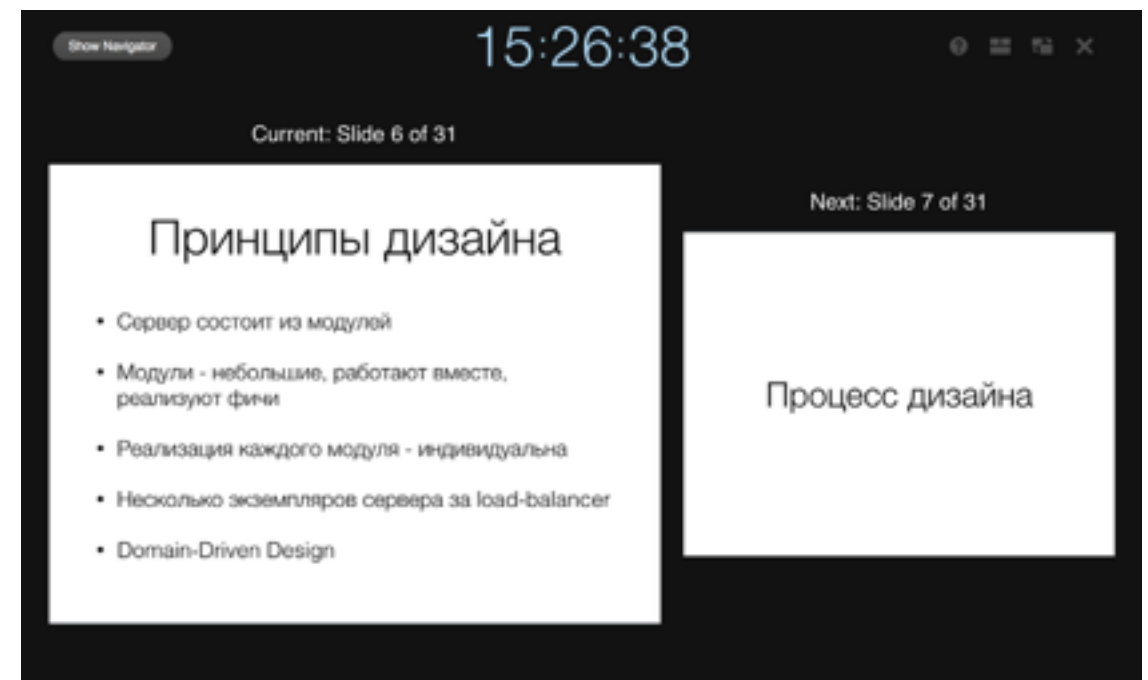 Show Navigator
15:26:38
Current: Slide 6 of 31
Next: Slide 7 of 31
Принципы дизайна
• Сервер состоит из модулей
• Модули - небольшие, работают вместе,
реализуют фичи
• Реализация каждого модуля - индивидуальна
• Несколько экземпляров сервера за load-balancer
• Domain-Driven Design
Процесс дизайна